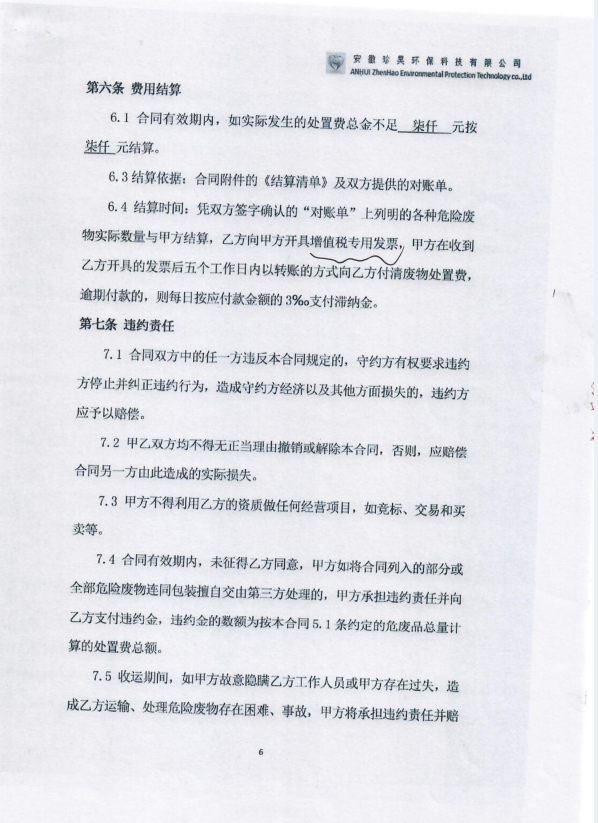 安徽珍昊环保科技有限公司
ANHUI ZhenHao Environmental Protection Technology co.,Ltd
第六条 费用结算
6.1 合同有效期内，如实际发生的处置费总金不足 柒仟 元按
柒仟 元结算。
6.3 结算依据：合同附件的《结算清单》及双方提供的对账单。
6.4 结算时间：凭双方签字确认的“对账单”上列明的各种危险废
物实际数量与甲方结算，乙方向甲方开具增值税专用发票，甲方在收到
乙方开具的发票后五个工作日内以转账的方式向乙方付清废物处置费，
逾期付款的，则每日按应付款金额的3‰支付滞纳金。
第七条 违约责任
7.1 合同双方中的任一方违反本合同规定的，守约方有权要求违约
方停止并纠正违约行为，造成守约方经济以及其他方面损失的，违约方
应予以赔偿。
7.2 甲乙双方均不得无正当理由撤销或解除本合同，否则，应赔偿
合同另一方由此造成的实际损失。
7.3 甲方不得利用乙方的资质做任何经营项目，如竞标、交易和买
卖等。
7.4 合同有效期内，未征得乙方同意，甲方如将合同列入的部分或
全部危险废物连同包装擅自交由第三方处理的，甲方承担违约责任并向
乙方支付违约金，违约金的数额为按本合同5.1条约定的危废品总量计
算的处置费总额。
7.5 收运期间，如甲方故意隐瞒乙方工作人员或甲方存在过失，造
成乙方运输、处理危险废物存在困难、事故，甲方将承担违约责任并赔
6